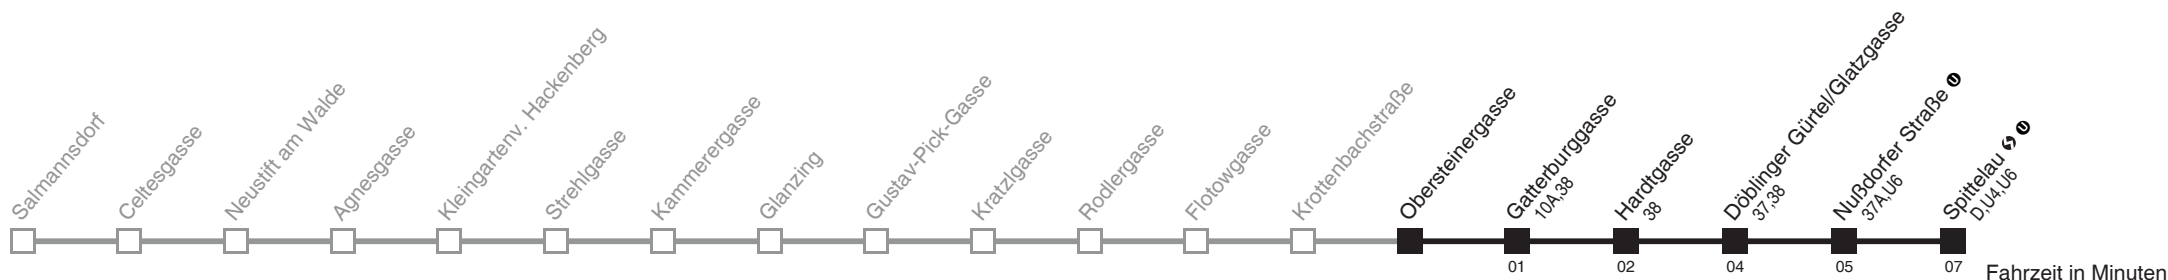 Salmannsdorf
Celtesgasse
Neustift am Walde
Agnesgasse
Kleingartenv. Hackenberg
Strehlgasse
Kammerergasse
Glanzing
Gustav-Pick-Gasse
Kratzlgasse
Rodlergasse
Flotowgasse
Krottenbachstraße
Obersteinergasse
Gatterburggasse
10A,38
Hardtgasse
38
Döblinger Gürtel/Glatzgasse
37,38
Nußdorfer Straße U
37A,U6
Spittelau S U
D,U4,U6
01
02
04
05
07
Fahrzeit in Minuten